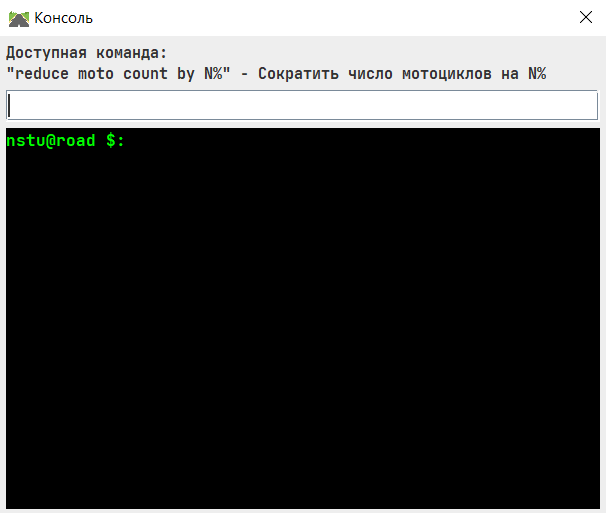 Консоль
Доступная команда:
"reduce moto count by N%" - Сократить число мотоциклов на N%
nstu@road $: